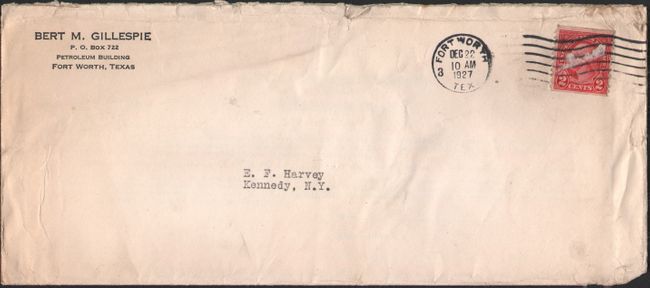 BERT M. GILLESPIE
P. O. BOX 722
PETROLEUM BUILDING
FORT WORTH, TEXAS
FORT WORTH
DEC 22
10 AM
1927
3
TEX.
2 CENTS 2
E. F. Harvey
Kennedy, N.Y.